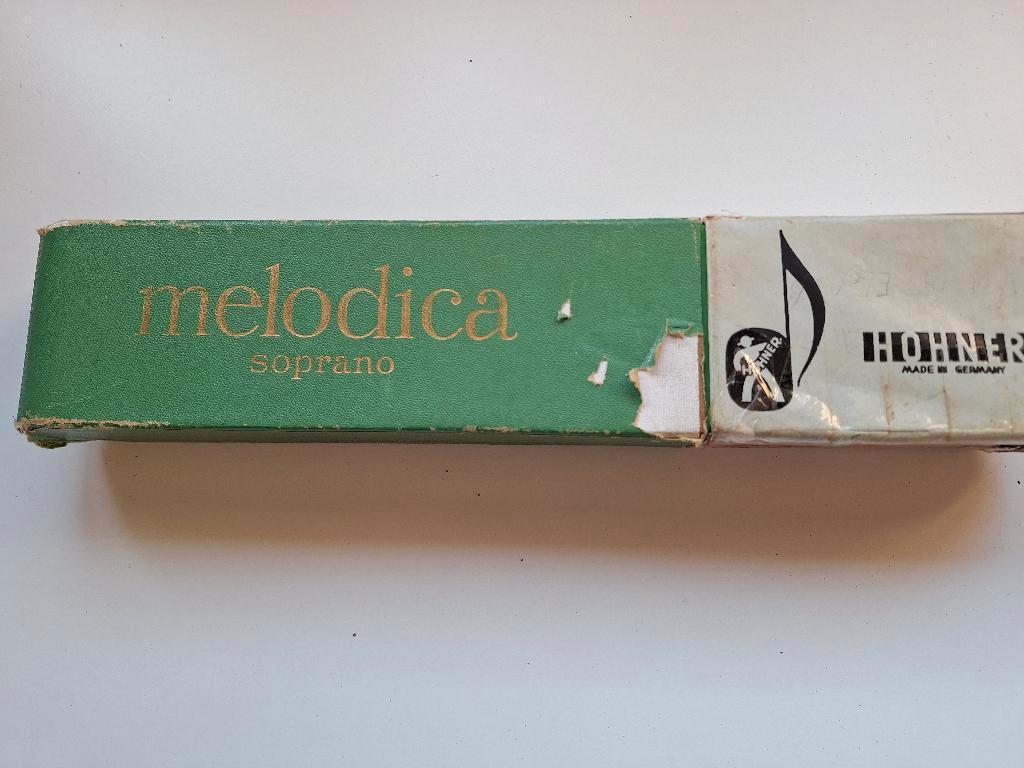 melodica
soprano
HOHNER
HOHNER
MADE IN GERMANY